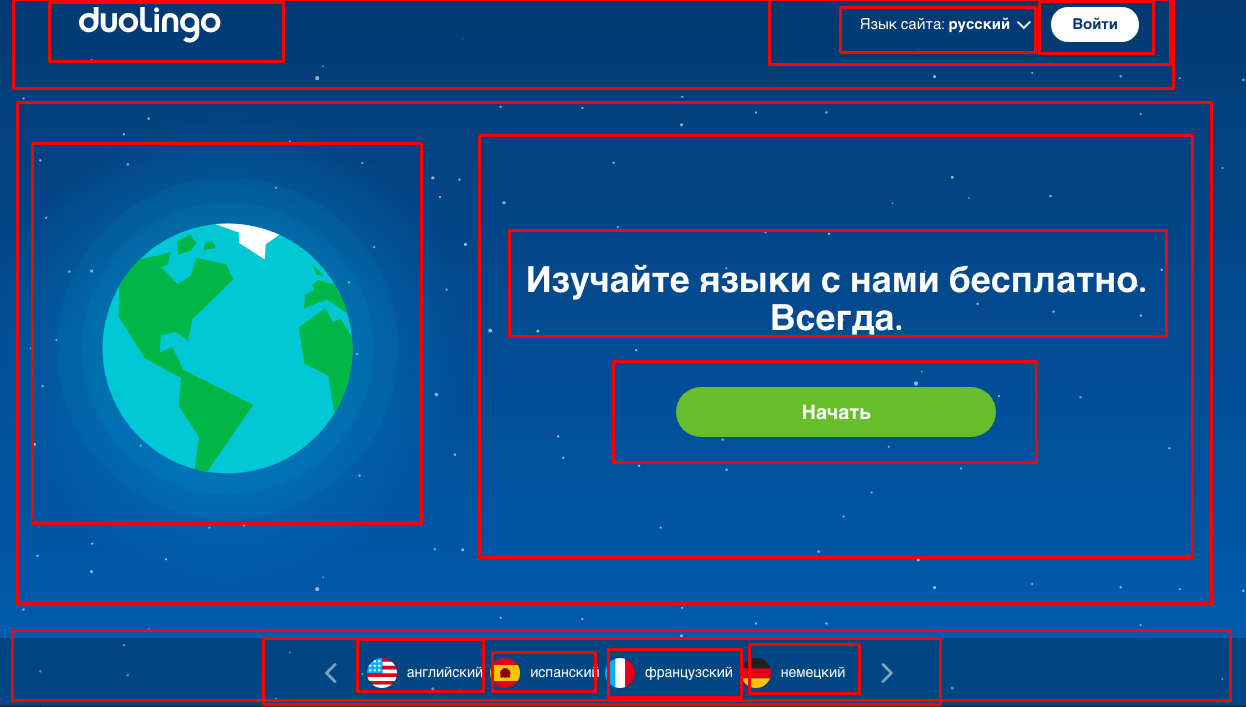 duolingo
Язык сайта: русский
Войти
Изучайте языки с нами бесплатно.
Всегда.
Начать
английский
испанский
французский
немецкий